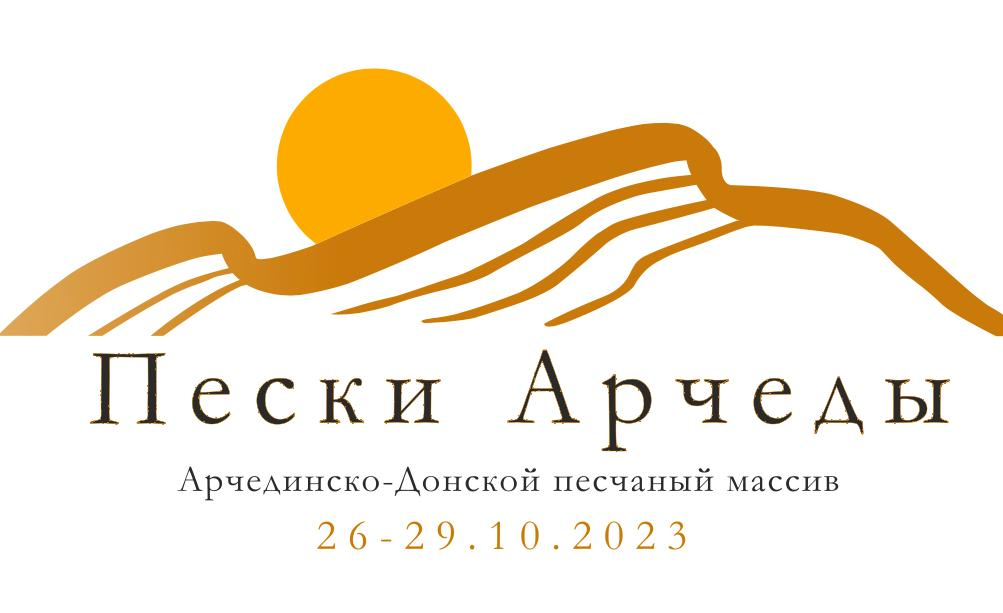 Пески Арчеды
Арчединско-Донской песчаный массив
26-29.10.2023